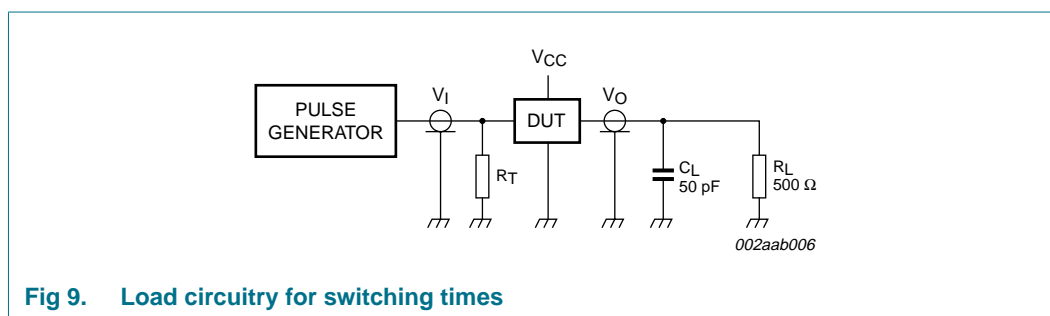 VCC
VI
VO
PULSE
GENERATOR
DUT
RT
CL
50 pF
RL
500 Ω
002aab006
Fig 9. Load circuitry for switching times